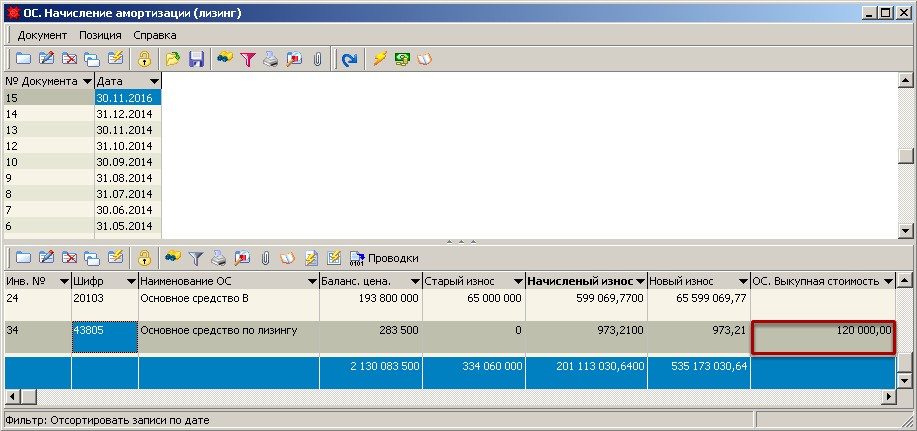 ОС. Начисление амортизации (лизинг)
Документ Позиция Справка
№ Документа Дата
15 30.11.2016
14 31.12.2014
13 30.11.2014
12 31.10.2014
10 30.09.2014
9 31.08.2014
8 31.07.2014
7 30.06.2014
6 31.05.2014
0101 Проводки
Инв. № Шифр Наименование ОС Баланс. цена. Старый износ Начисленый износ Новый износ ОС. Выкупная стоимость
24 20103 Основное средство В 193 800 000 65 000 000 599 069,7700 65 599 069,77
34 43805 Основное средство по лизингу 283 500 0 973,2100 973,21 120 000,00
2 130 083 500 334 060 000 201 113 030,6400 535 173 030,64
Фильтр: Отсортировать записи по дате